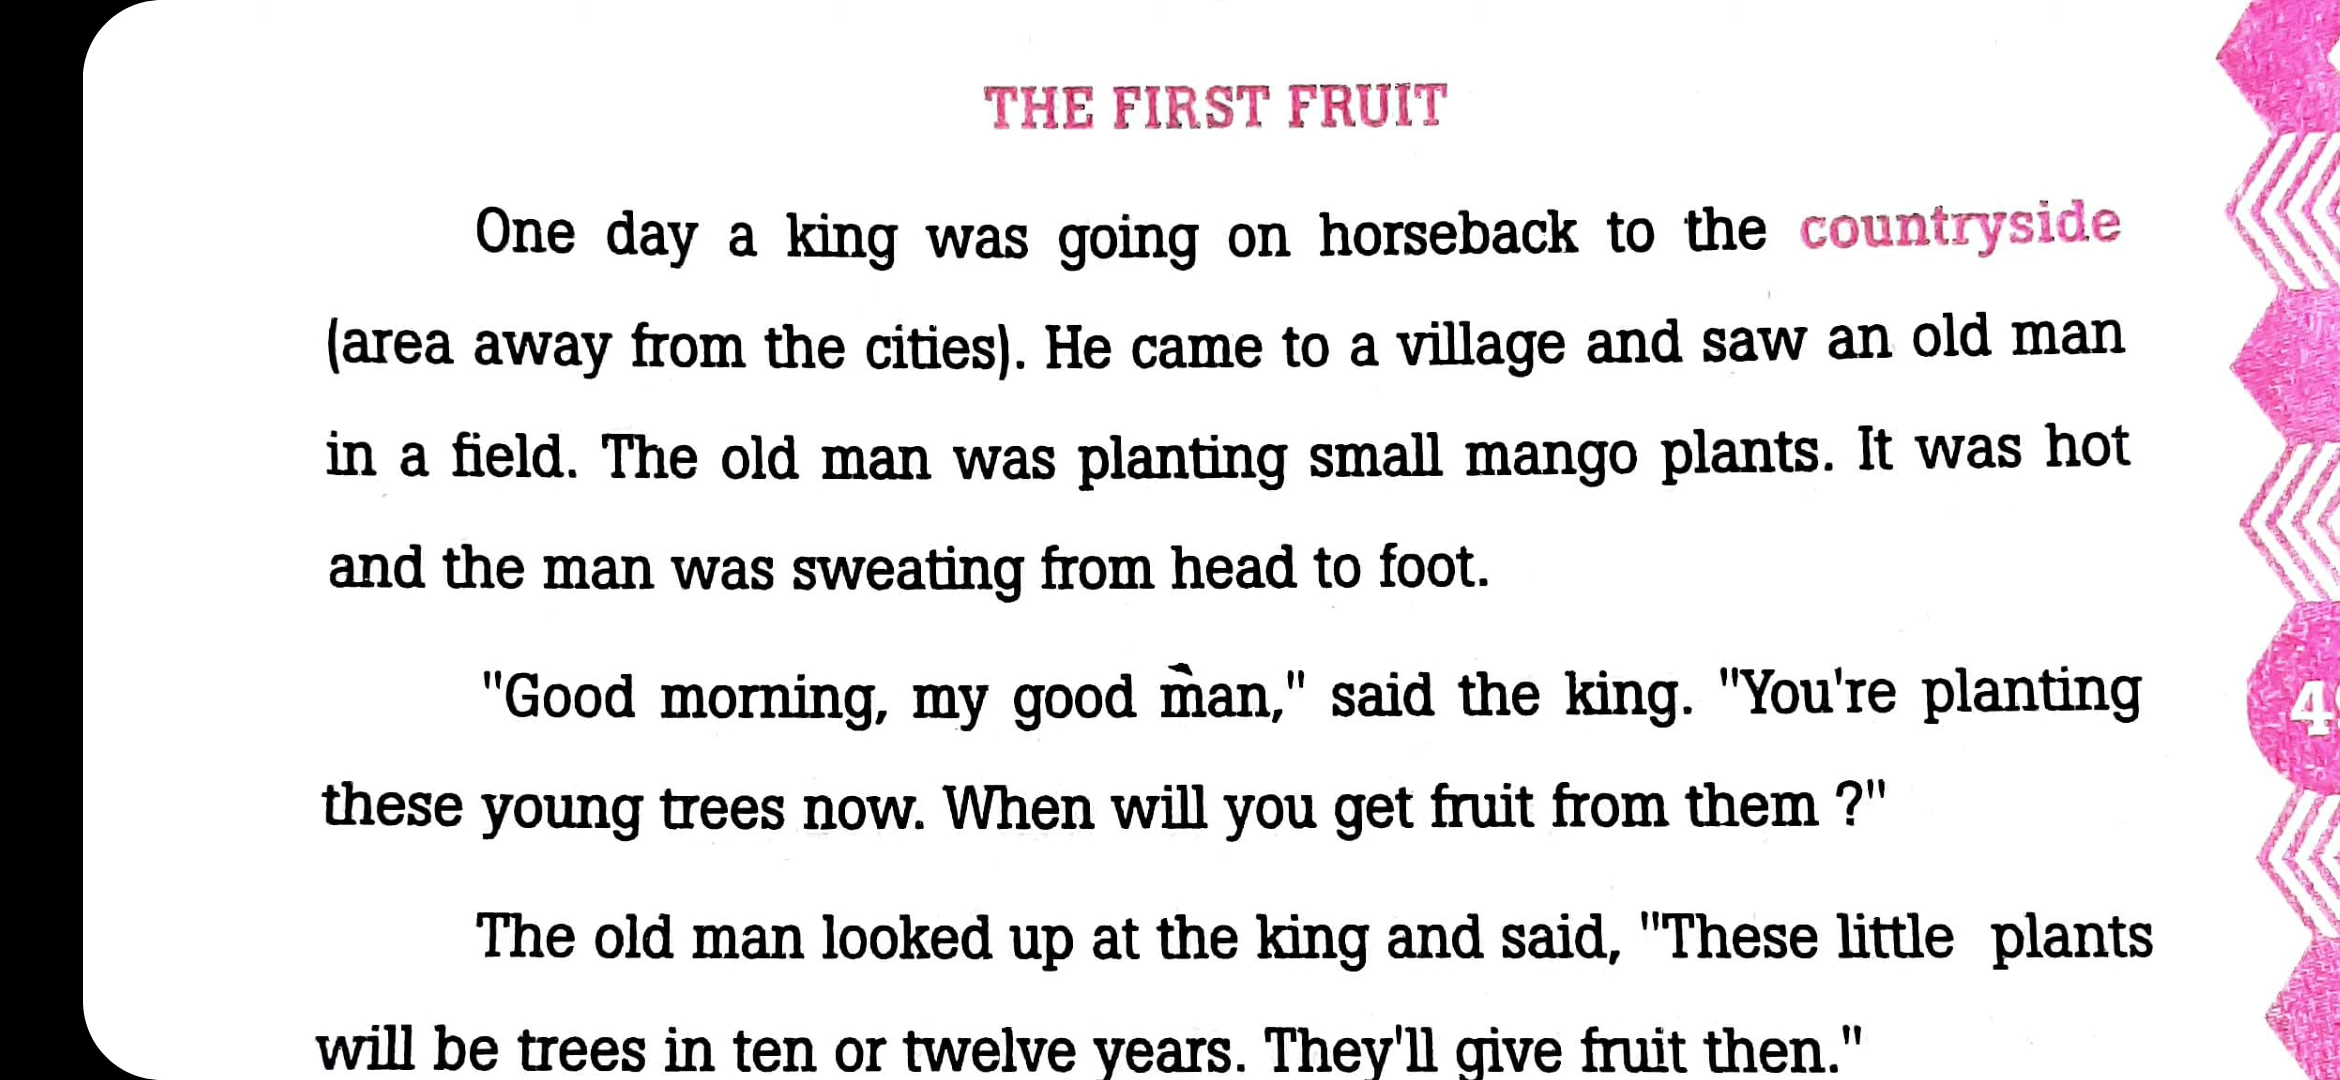 THE FIRST FRUIT
One day a king was going on horseback to the countryside
(area away from the cities). He came to a village and saw an old man
in a field. The old man was planting small mango plants. It was hot
and the man was sweating from head to foot.
"Good morning, my good man," said the king. "You're planting
these young trees now. When will you get fruit from them ?"
The old man looked up at the king and said, "These little plants
will be trees in ten or twelve years. They'll give fruit then."